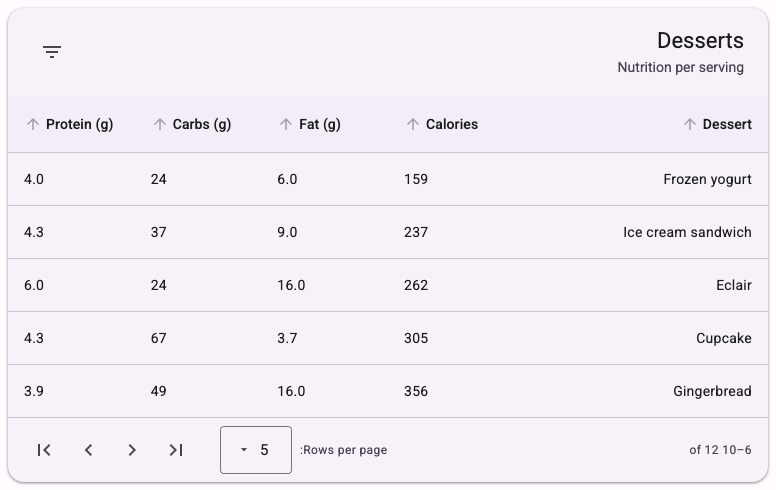 Desserts
Nutrition per serving
Protein (g) Carbs (g) Fat (g) Calories Dessert
4.0 24 6.0 159 Frozen yogurt
4.3 37 9.0 237 Ice cream sandwich
6.0 24 16.0 262 Eclair
4.3 67 3.7 305 Cupcake
3.9 49 16.0 356 Gingerbread
5 :Rows per page of 12 10–6